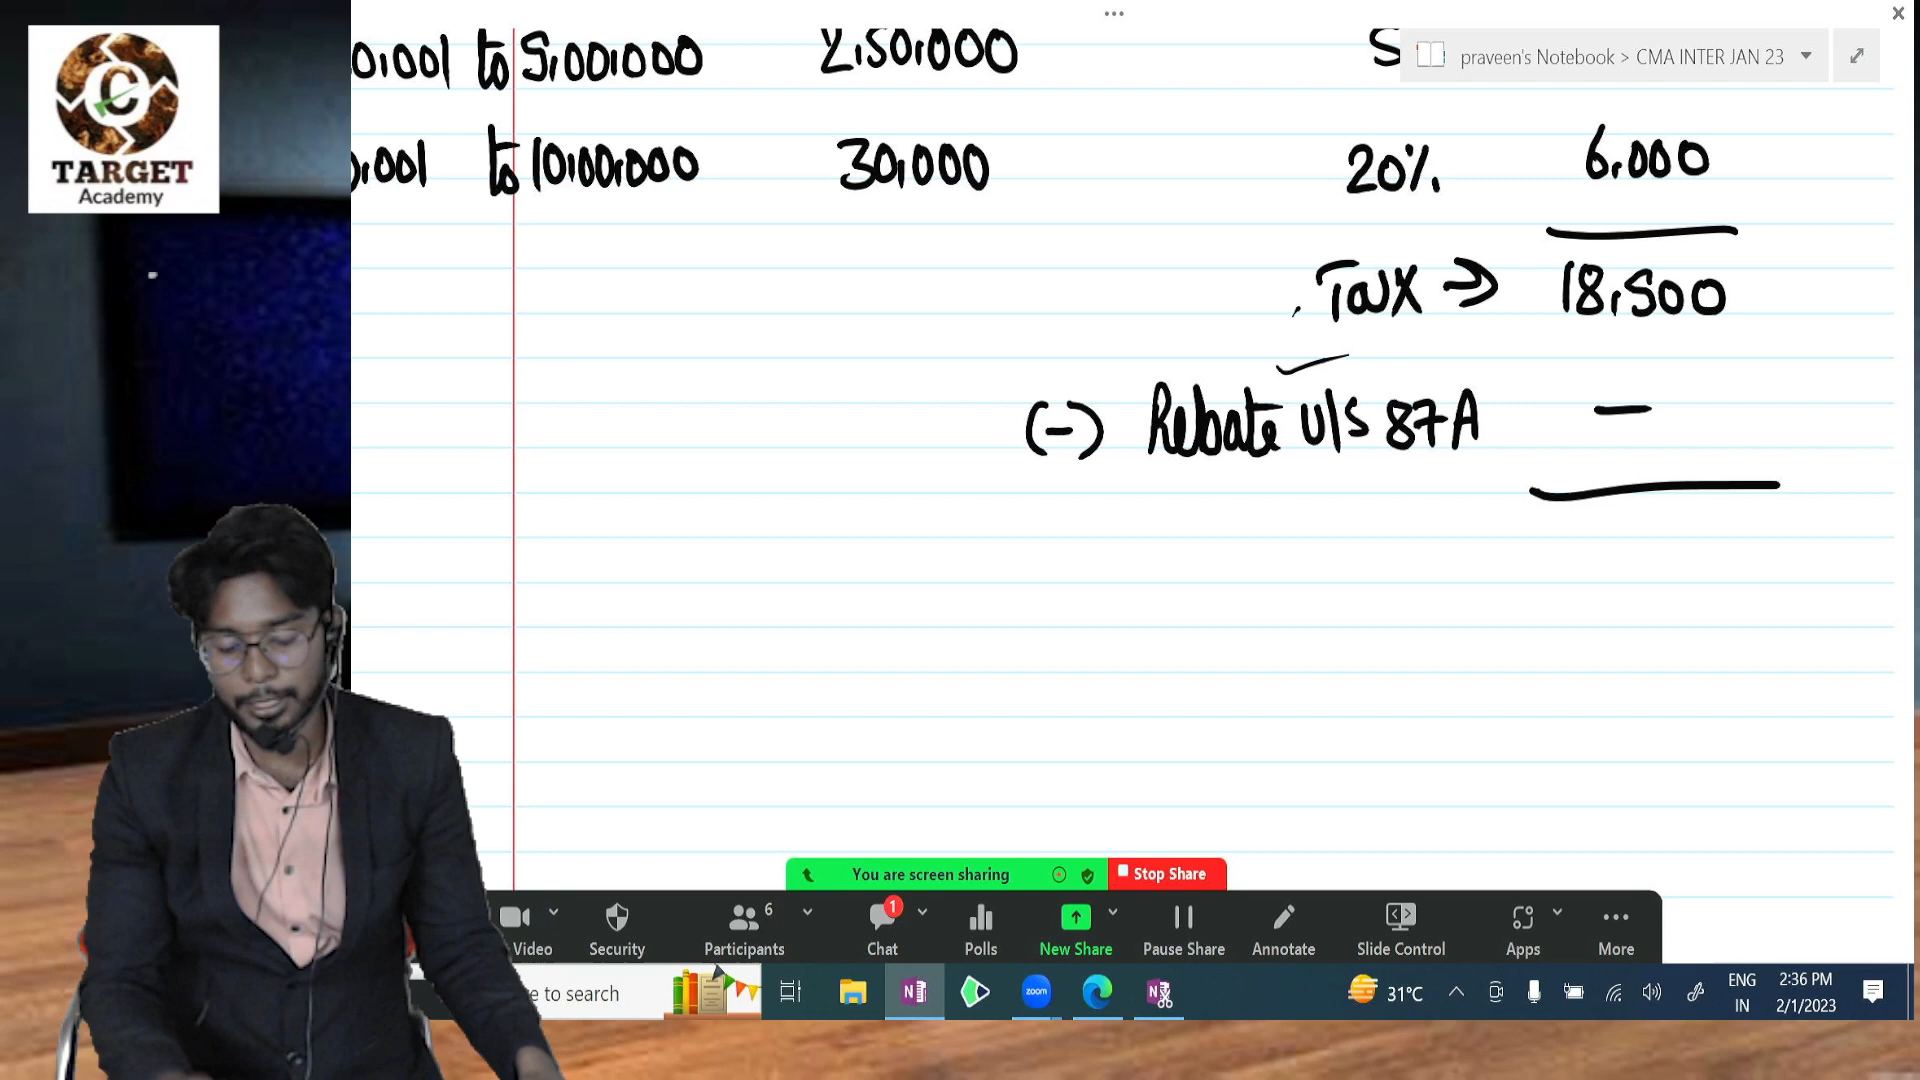 0,001 to 5,00,000 2,50,000 5
praveen's Notebook > CMA INTER JAN 23
0,001 to 10,00,000 30,000 20% 6,000
Tax → 18,500
(-) Rebate U/S 87A —
C
TARGET
Academy
You are screen sharing Stop Share
Video Security Participants 6 Chat 1 Polls New Share Pause Share Annotate Slide Control Apps More
e to search
zoom
31°C
ENG
IN
2:36 PM
2/1/2023